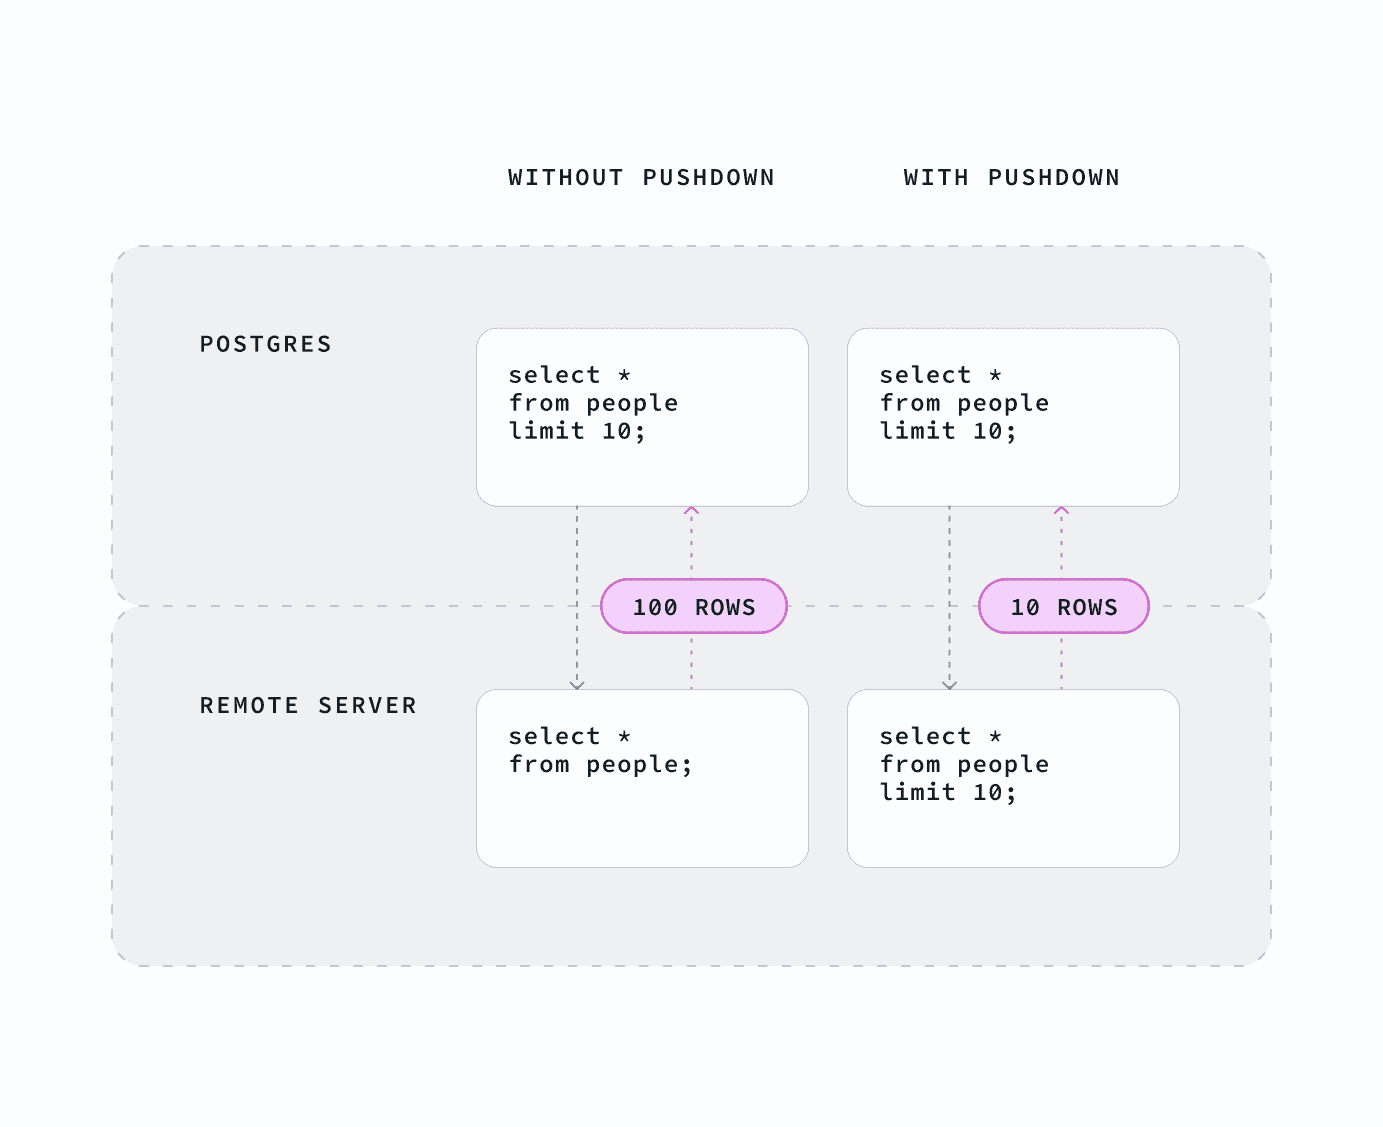 WITHOUT PUSHDOWN
WITH PUSHDOWN
POSTGRES
select *
from people
limit 10;
select *
from people
limit 10;
100 ROWS
10 ROWS
REMOTE SERVER
select *
from people;
select *
from people
limit 10;